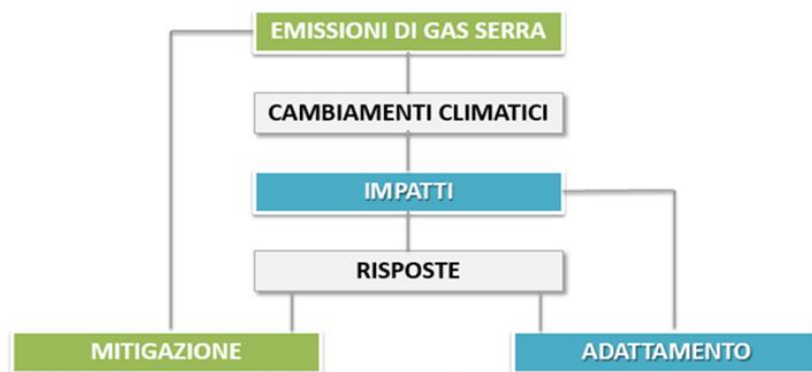 EMISSIONI DI GAS SERRA
CAMBIAMENTI CLIMATICI
IMPATTI
RISPOSTE
MITIGAZIONE
ADATTAMENTO